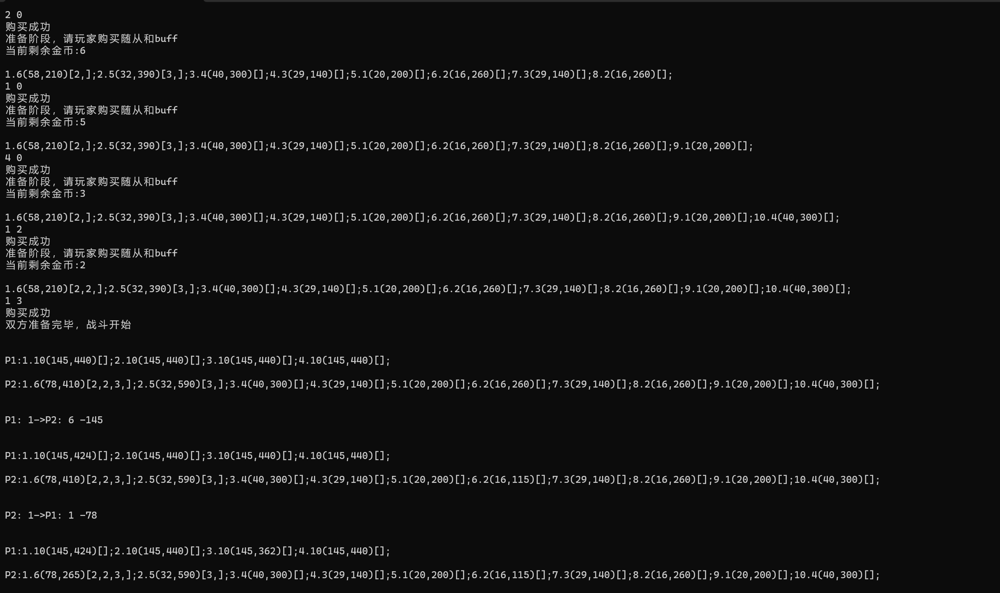 2 0
购买成功
准备阶段，请玩家购买随从和buff
当前剩余金币:6
1.6(58,210)[2,];2.5(32,390)[3,];3.4(40,300)[];4.3(29,140)[];5.1(20,200)[];6.2(16,260)[];7.3(29,140)[];8.2(16,260)[];
1 0
购买成功
准备阶段，请玩家购买随从和buff
当前剩余金币:5
1.6(58,210)[2,];2.5(32,390)[3,];3.4(40,300)[];4.3(29,140)[];5.1(20,200)[];6.2(16,260)[];7.3(29,140)[];8.2(16,260)[];9.1(20,200)[];
4 0
购买成功
准备阶段，请玩家购买随从和buff
当前剩余金币:3
1.6(58,210)[2,];2.5(32,390)[3,];3.4(40,300)[];4.3(29,140)[];5.1(20,200)[];6.2(16,260)[];7.3(29,140)[];8.2(16,260)[];9.1(20,200)[];10.4(40,300)[];
1 2
购买成功
准备阶段，请玩家购买随从和buff
当前剩余金币:2
1.6(58,210)[2,2,];2.5(32,390)[3,];3.4(40,300)[];4.3(29,140)[];5.1(20,200)[];6.2(16,260)[];7.3(29,140)[];8.2(16,260)[];9.1(20,200)[];10.4(40,300)[];
1 3
购买成功
双方准备完毕，战斗开始
P1:1.10(145,440)[];2.10(145,440)[];3.10(145,440)[];4.10(145,440)[];
P2:1.6(78,410)[2,2,3,];2.5(32,590)[3,];3.4(40,300)[];4.3(29,140)[];5.1(20,200)[];6.2(16,260)[];7.3(29,140)[];8.2(16,260)[];9.1(20,200)[];10.4(40,300)[];
P1: 1->P2: 6 -145
P1:1.10(145,424)[];2.10(145,440)[];3.10(145,440)[];4.10(145,440)[];
P2:1.6(78,410)[2,2,3,];2.5(32,590)[3,];3.4(40,300)[];4.3(29,140)[];5.1(20,200)[];6.2(16,115)[];7.3(29,140)[];8.2(16,260)[];9.1(20,200)[];10.4(40,300)[];
P2: 1->P1: 1 -78
P1:1.10(145,424)[];2.10(145,440)[];3.10(145,362)[];4.10(145,440)[];
P2:1.6(78,265)[2,2,3,];2.5(32,590)[3,];3.4(40,300)[];4.3(29,140)[];5.1(20,200)[];6.2(16,115)[];7.3(29,140)[];8.2(16,260)[];9.1(20,200)[];10.4(40,300)[];